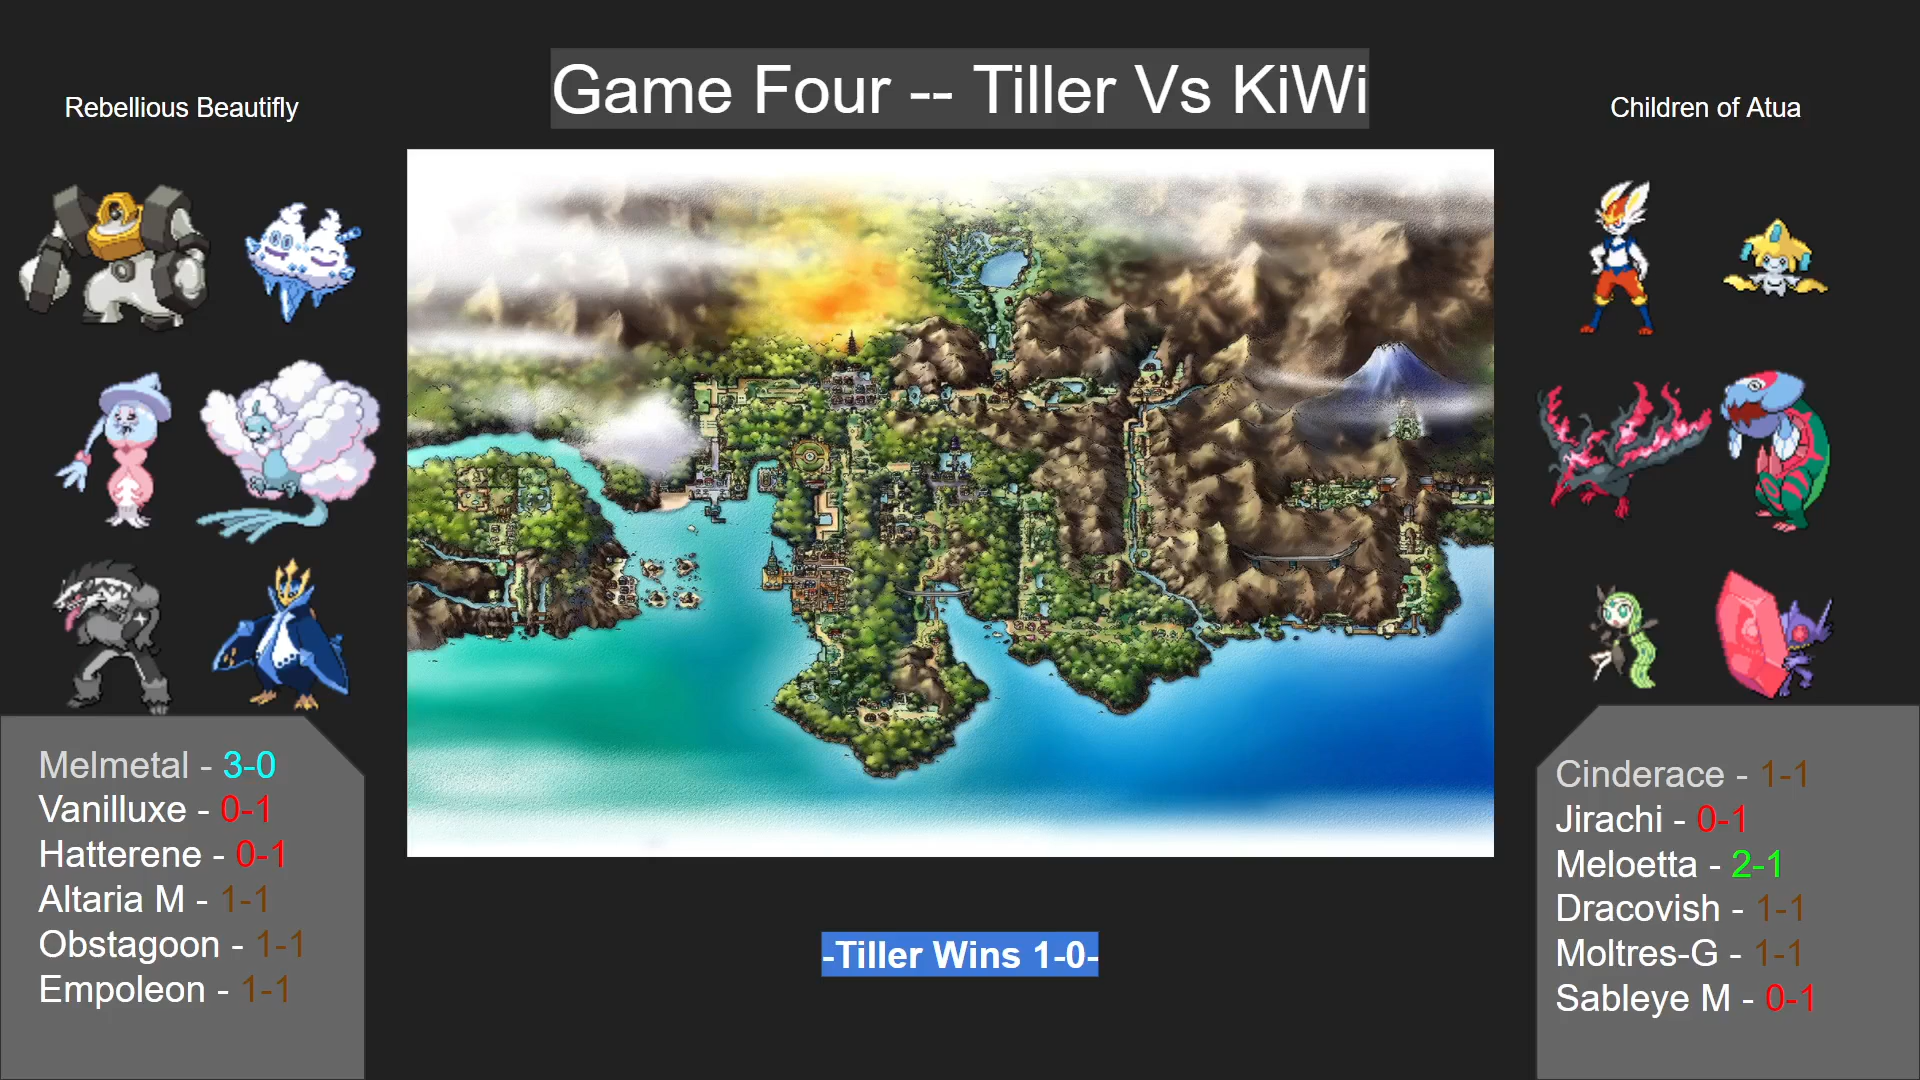 Game Four -- Tiller Vs KiWi
Rebellious Beautifly
Children of Atua
Melmetal - 3-0
Vanilluxe - 0-1
Hatterene - 0-1
Altaria M - 1-1
Obstagoon - 1-1
Empoleon - 1-1
Cinderace - 1-1
Jirachi - 0-1
Meloetta - 2-1
Dracovish - 1-1
Moltres-G - 1-1
Sableye M - 0-1
-Tiller Wins 1-0-